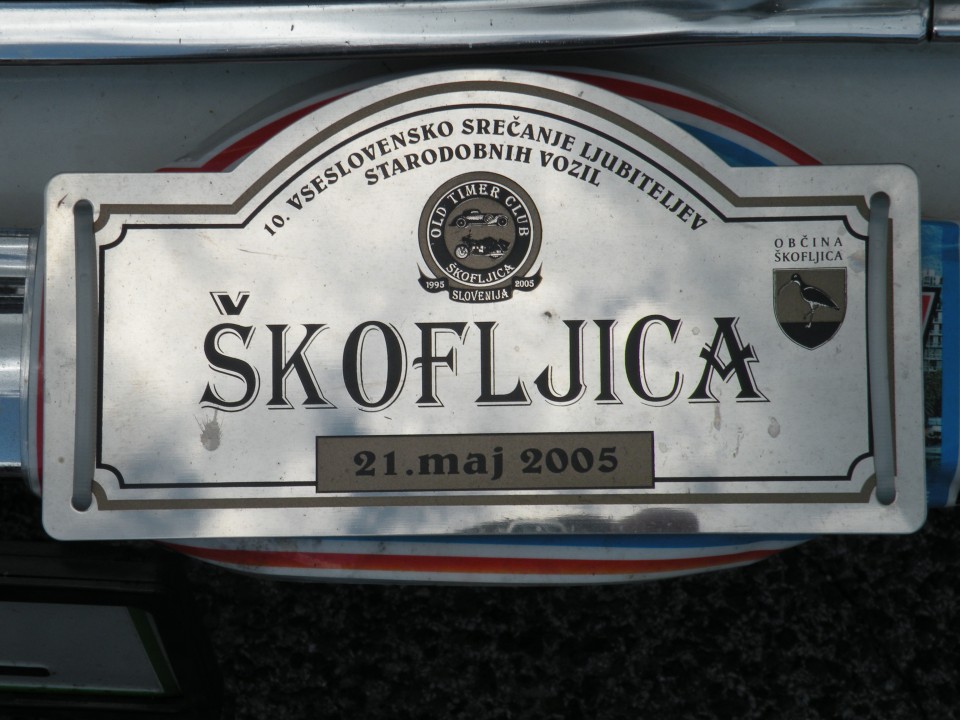 10. VSESLOVENSKO SREČANJE LJUBITELJEV
STARODOBNIH VOZIL
OLD TIMER CLUB
ŠKOFLJICA
1995 2005
SLOVENIJA
OBČINA
ŠKOFLJICA
ŠKOFLJICA
21.maj 2005